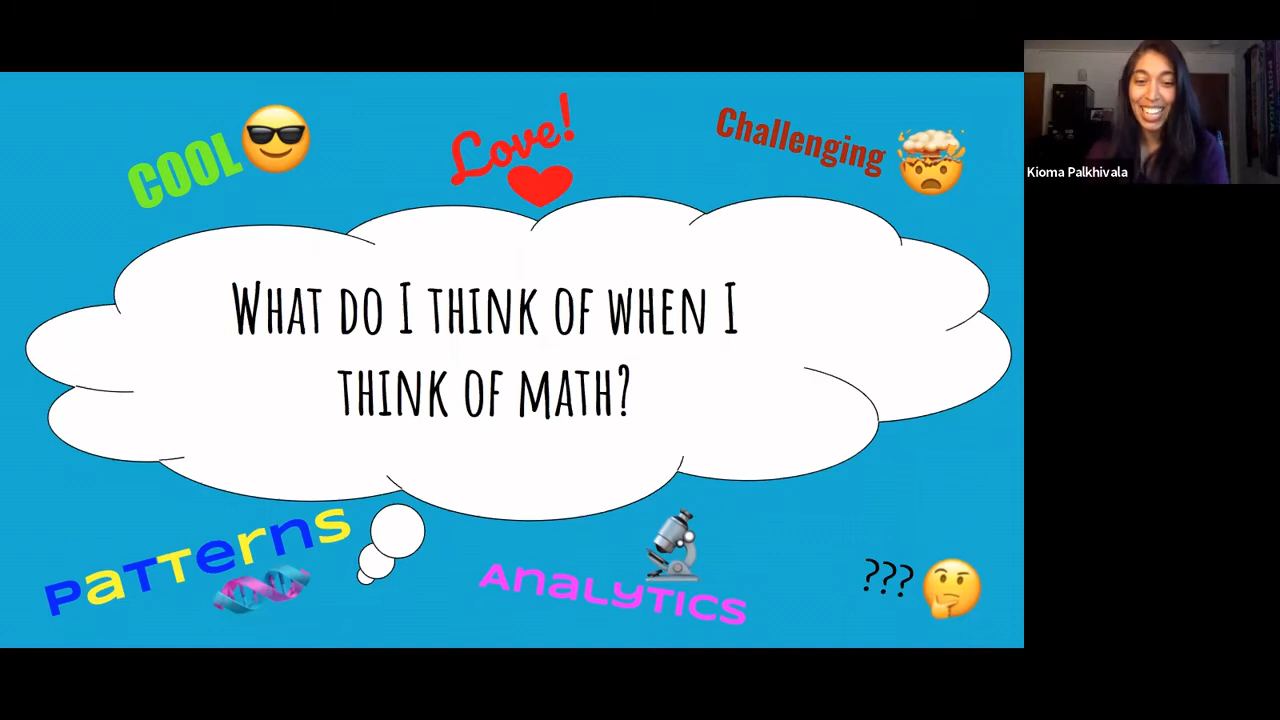 COOL
Love!
Challenging
Kioma Palkhivala
What do I think of when I
think of math?
Patterns
Analytics
???